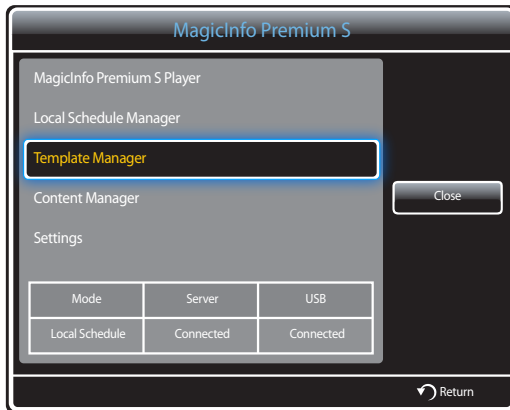 MagicInfo Premium S
MagicInfo Premium S Player
Local Schedule Manager
Template Manager
Content Manager
Close
Settings
Mode Server USB
Local Schedule Connected Connected
Return